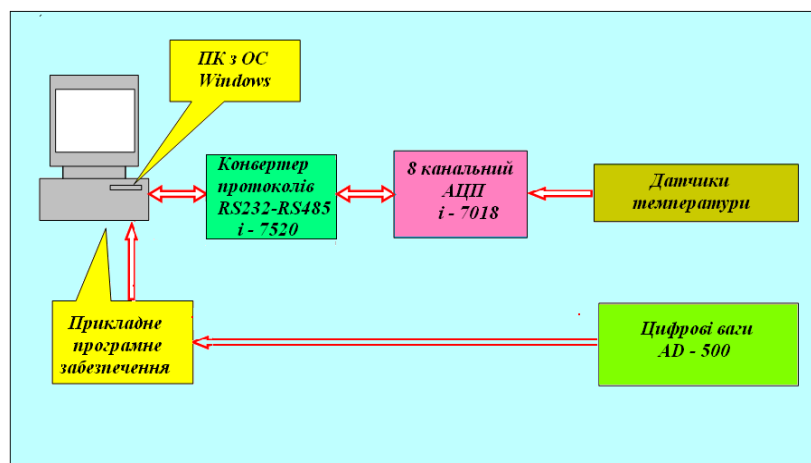 ПК з ОС
Windows
Конвертер
протоколів
RS232-RS485
i - 7520
8 канальний
АЦП
i - 7018
Датчики
температури
Прикладне
програмне
забезпечення
Цифрові ваги
AD - 500